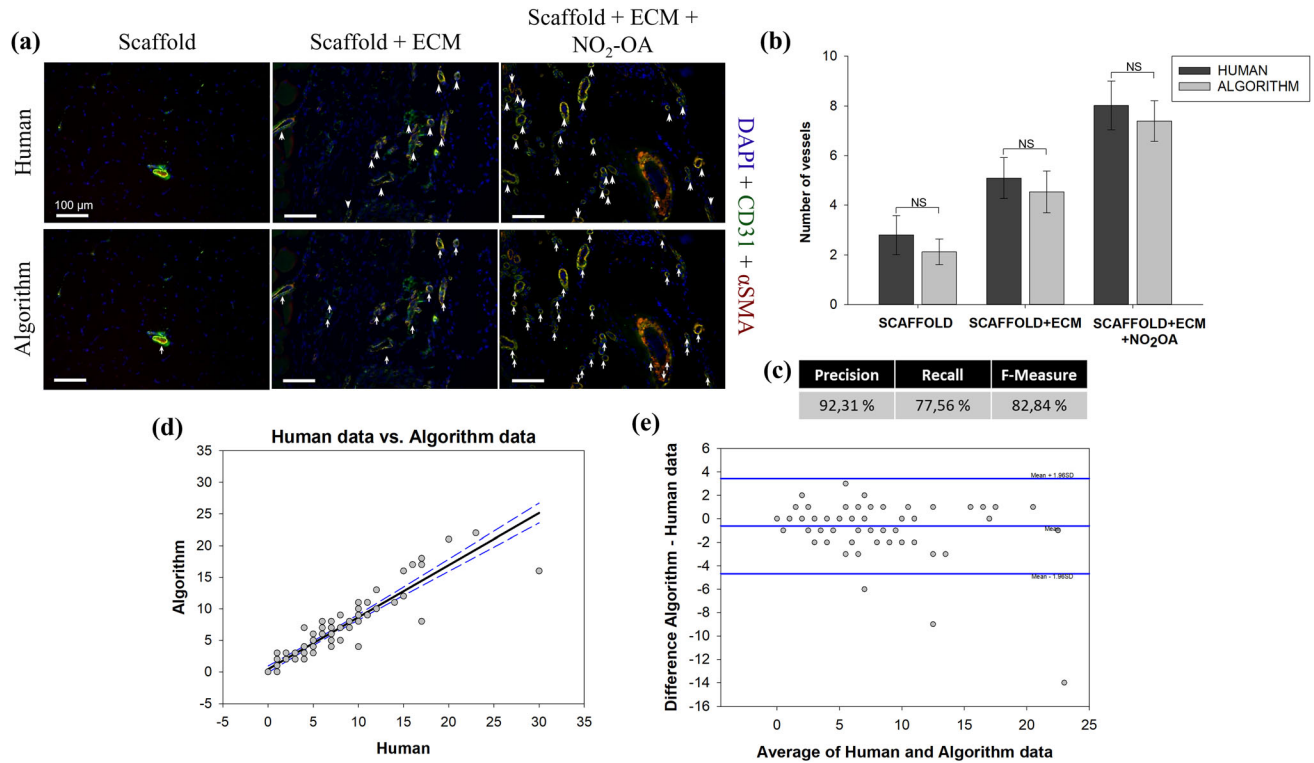 (a)
Scaffold
Scaffold + ECM
Scaffold + ECM +
NO₂-OA
Human
100 µm
Algorithm
DAPI + CD31 + αSMA
(b)
Number of vessels
10
8
6
4
2
0
NS
NS
NS
HUMAN
ALGORITHM
SCAFFOLD
SCAFFOLD+ECM
SCAFFOLD+ECM
+NO₂OA
(c)
Precision Recall F-Measure
92,31 % 77,56 % 82,84 %
(d)
Human data vs. Algorithm data
Algorithm
35
30
25
20
15
10
5
0
-5
0 5 10 15 20 25 30 35
Human
(e)
Difference Algorithm - Human data
6
4
2
0
-2
-4
-6
-8
-10
-12
-14
-16
Mean + 1.96SD
Mean
Mean - 1.96SD
0 5 10 15 20 25
Average of Human and Algorithm data